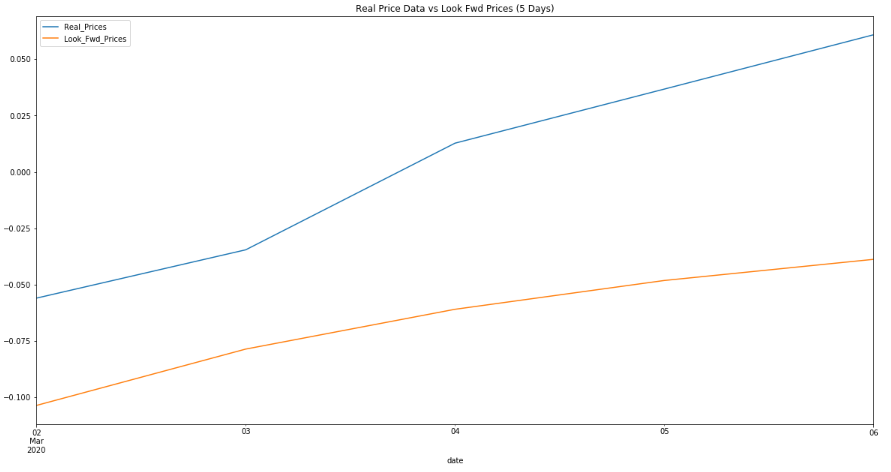 Real Price Data vs Look Fwd Prices (5 Days)
Real_Prices
Look_Fwd_Prices
0.050
0.025
0.000
−0.025
−0.050
−0.075
−0.100
02 03 04 05 06
Mar
2020
date